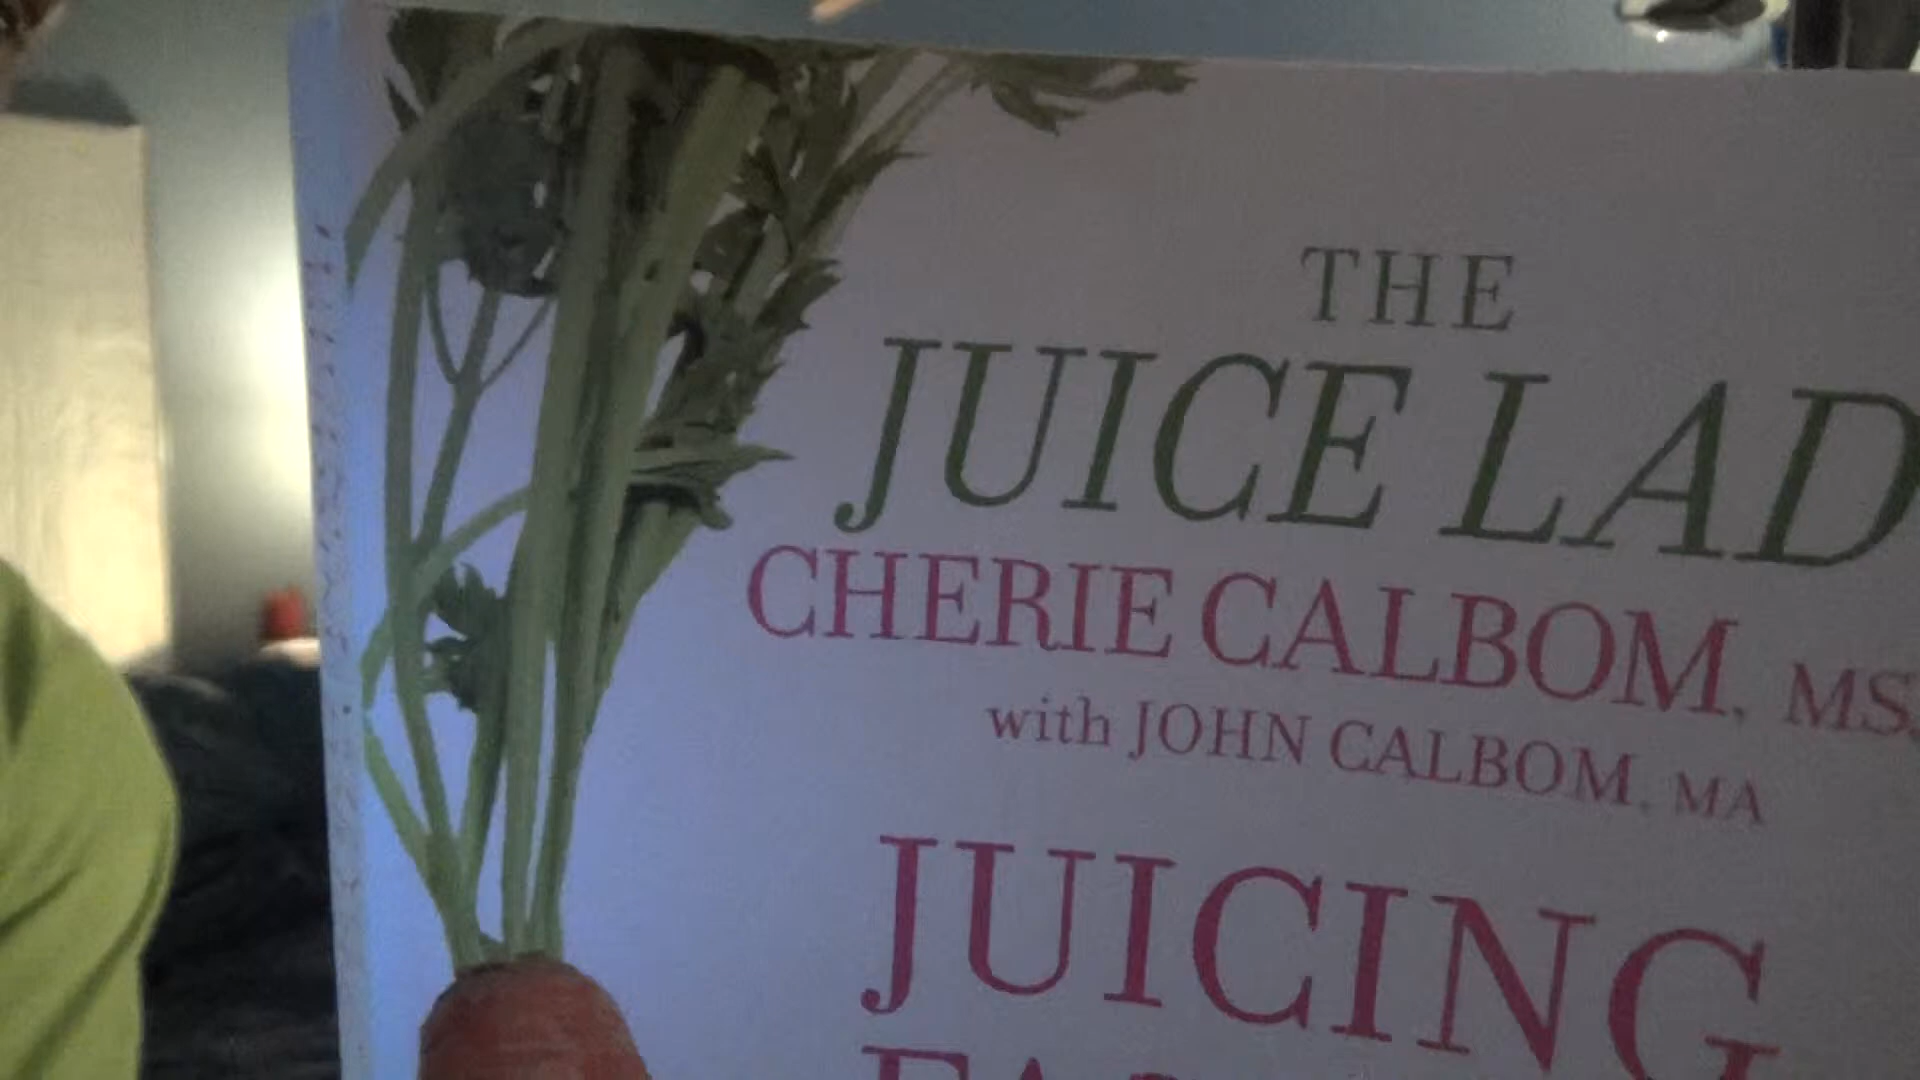 THE
JUICE LAD
CHERIE CALBOM, MS
with JOHN CALBOM, MA
JUICING